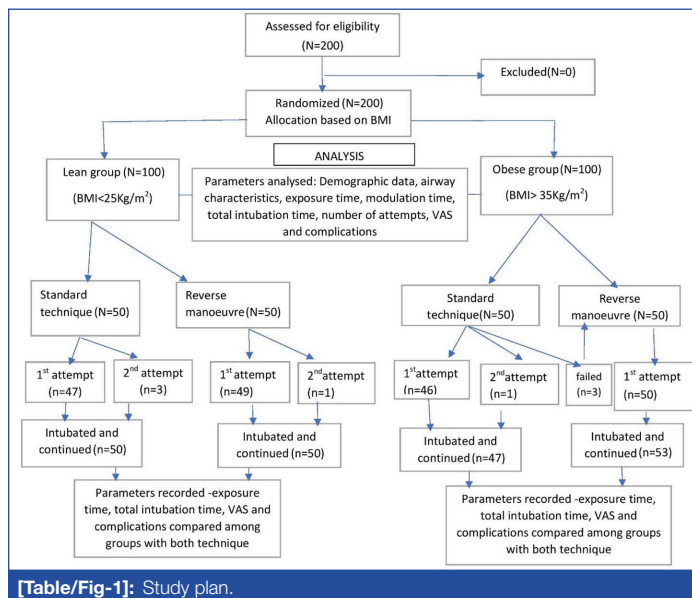 Assessed for eligibility
(N=200)
Excluded(N=0)
Randomized (N=200)
Allocation based on BMI
ANALYSIS
Lean group (N=100)
(BMI<25Kg/m²)
Parameters analysed: Demographic data, airway
characteristics, exposure time, modulation time,
total intubation time, number of attempts, VAS
and complications
Obese group (N=100)
(BMI> 35Kg/m²)
Standard
technique (N=50)
Reverse
manoeuvre (N=50)
Standard
technique(N=50)
Reverse
manoeuvre (N=50)
1st attempt
(n=47)
2nd attempt
(n=3)
1st attempt
(n=49)
2nd attempt
(n=1)
1st attempt
(n=46)
2nd attempt
(n=1)
failed
(n=3)
1st attempt
(n=50)
Intubated and
continued (n=50)
Intubated and
continued (n=50)
Intubated and
continued (n=47)
Intubated and
continued (n=53)
Parameters recorded -exposure
time, total intubation time, VAS and
complications compared among
groups with both technique
Parameters recorded -exposure time,
total intubation time, VAS and
complications compared among
groups with both technique
[Table/Fig-1]: Study plan.